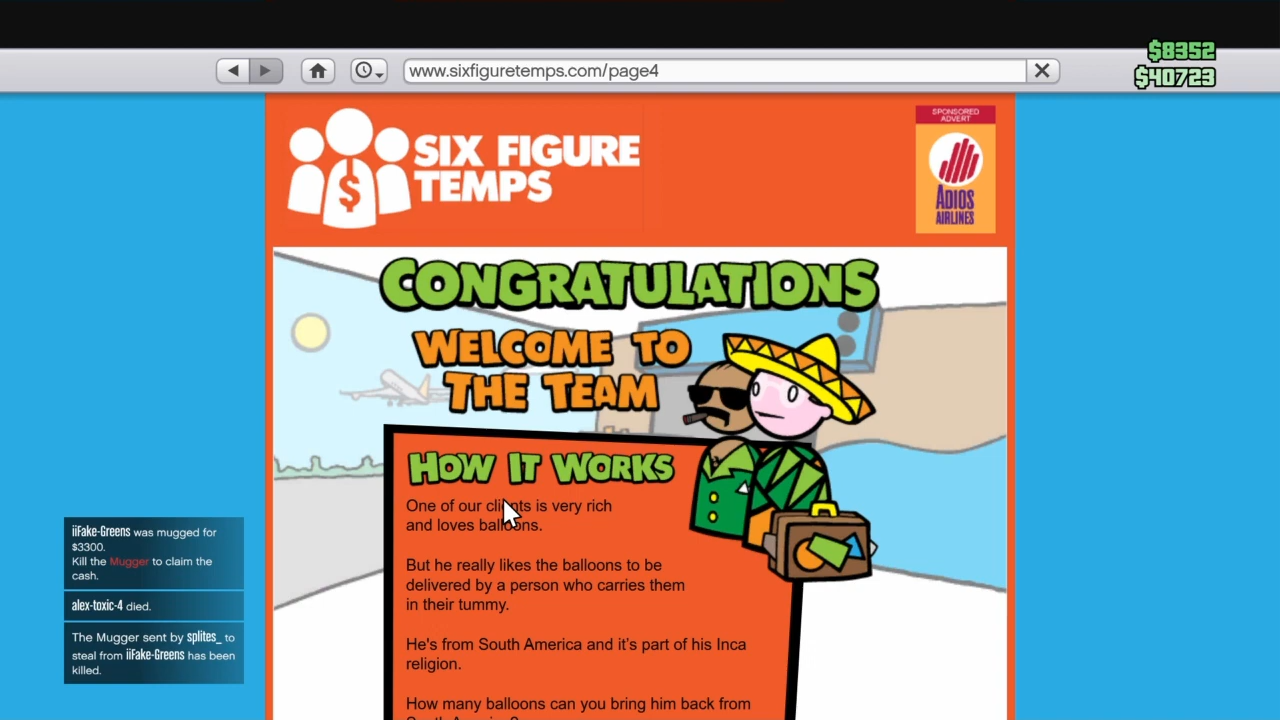 $8352
$40723
www.sixfiguretemps.com/page4
SIX FIGURE
TEMPS
SPONSORED
ADVERT
ADIOS
AIRLINES
CONGRATULATIONS
WELCOME TO
THE TEAM
HOW IT WORKS
One of our clients is very rich
and loves balloons.
But he really likes the balloons to be
delivered by a person who carries them
in their tummy.
He's from South America and it's part of his Inca
religion.
How many balloons can you bring him back from
South America?
iiFake-Greens was mugged for
$3300.
Kill the Mugger to claim the
cash.
alex-toxic-4 died.
The Mugger sent by splites_ to
steal from iiFake-Greens has been
killed.